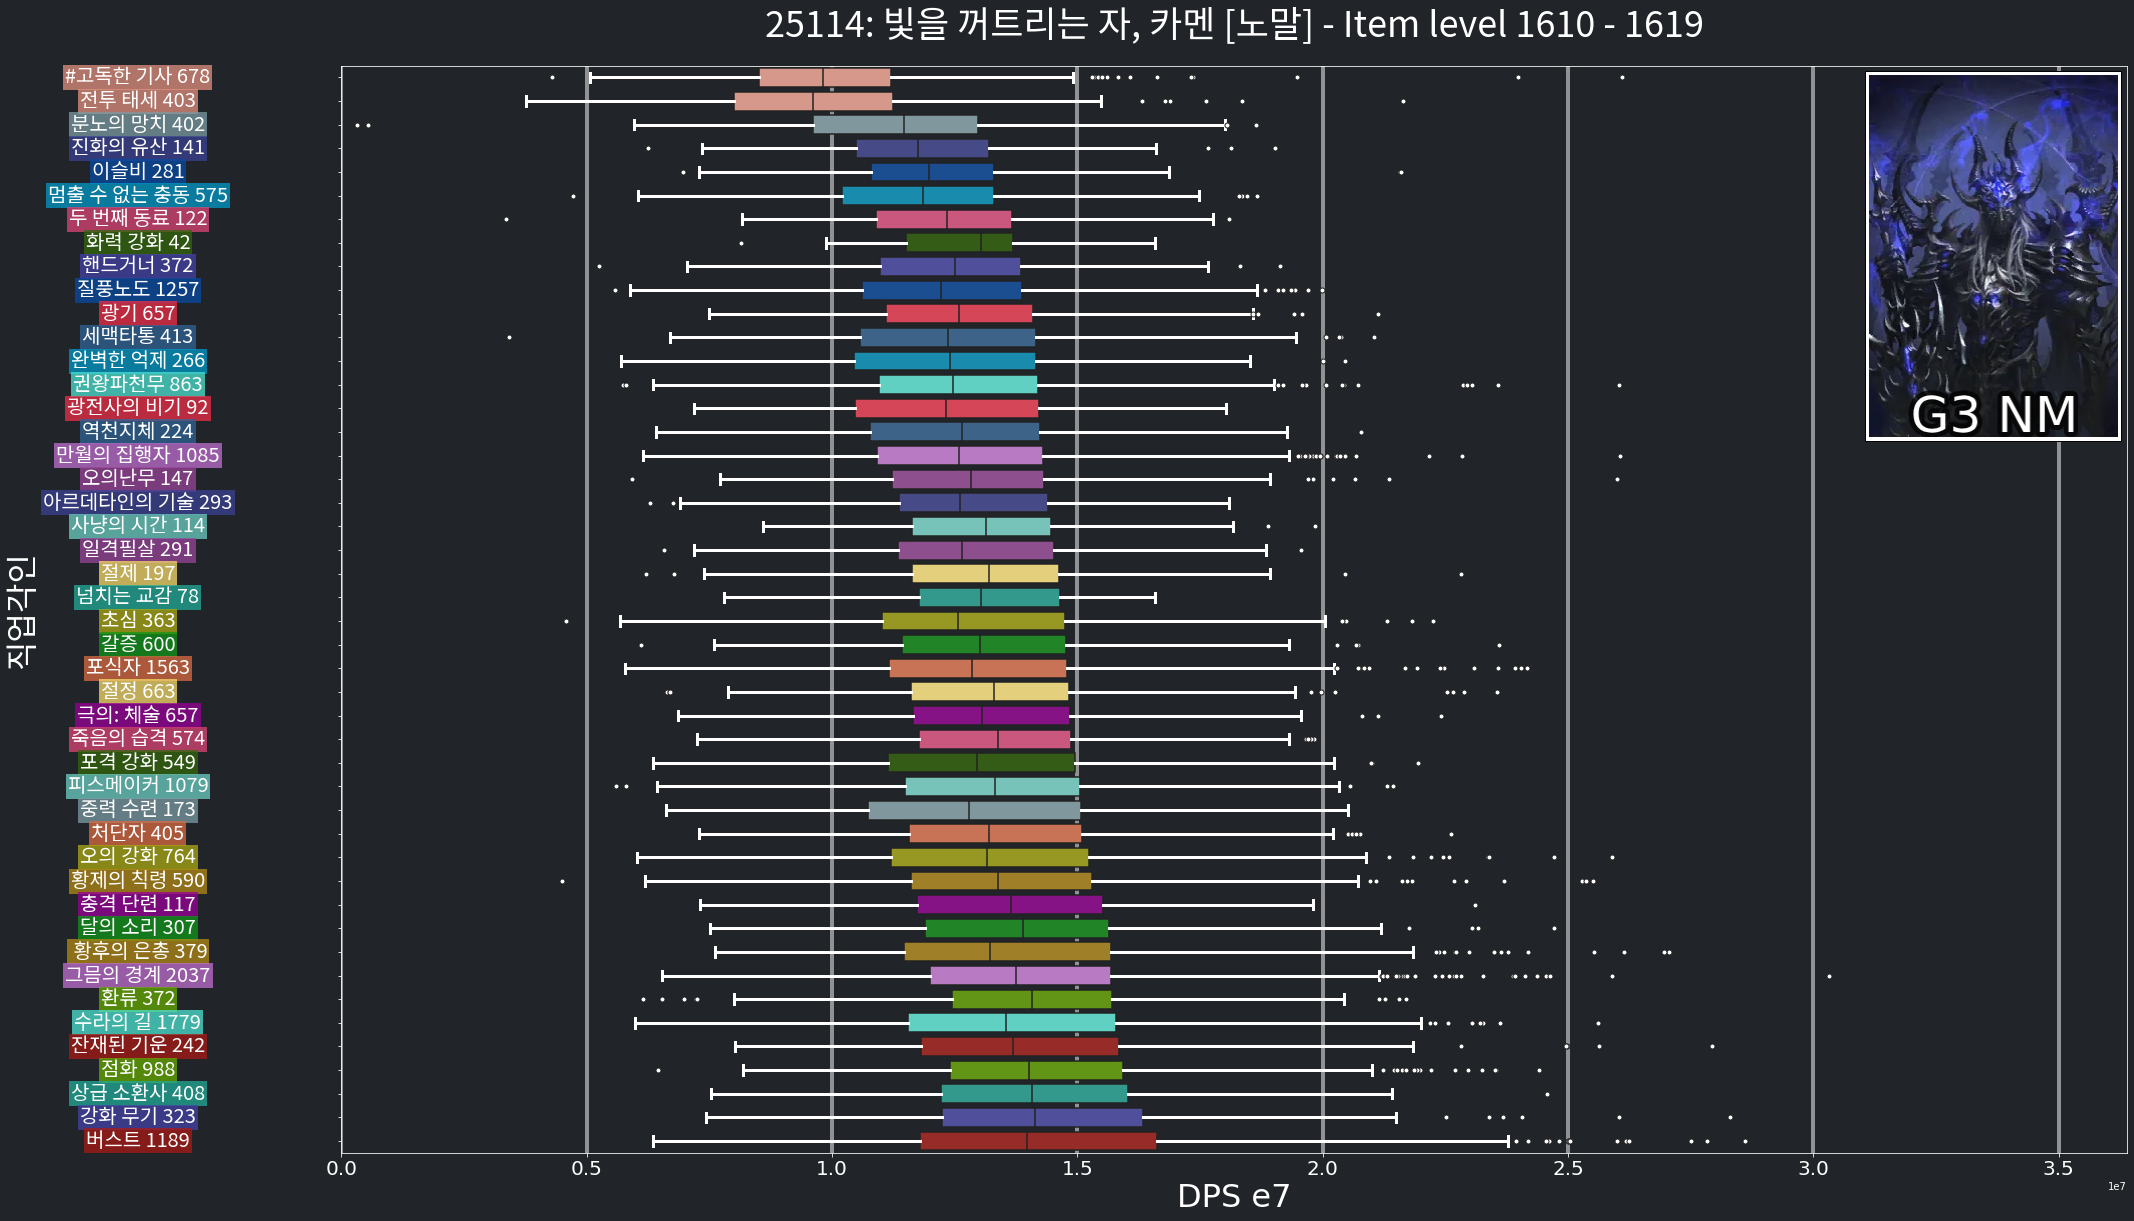 25114: 빛을 꺼트리는 자, 카멘 [노말] - Item level 1610 - 1619
#고독한 기사 678
전투 태세 403
분노의 망치 402
진화의 유산 141
이슬비 281
멈출 수 없는 충동 575
두 번째 동료 122
화력 강화 42
핸드거너 372
질풍노도 1257
광기 657
세맥타통 413
완벽한 억제 266
권왕파천무 863
광전사의 비기 92
역천지체 224
만월의 집행자 1085
오의난무 147
아르데타인의 기술 293
사냥의 시간 114
일격필살 291
절제 197
넘치는 교감 78
초심 363
갈증 600
포식자 1563
절정 663
극의: 체술 657
죽음의 습격 574
포격 강화 549
피스메이커 1079
중력 수련 173
처단자 405
오의 강화 764
황제의 칙령 590
충격 단련 117
달의 소리 307
황후의 은총 379
그믐의 경계 2037
환류 372
수라의 길 1779
잔재된 기운 242
점화 988
상급 소환사 408
강화 무기 323
버스트 1189
직업각인
G3 NM
0.0 0.5 1.0 1.5 2.0 2.5 3.0 3.5
1e7
DPS e7